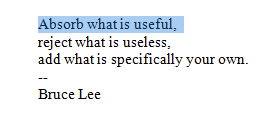 Absorb what is useful,
reject what is useless,
add what is specifically your own.
--
Bruce Lee